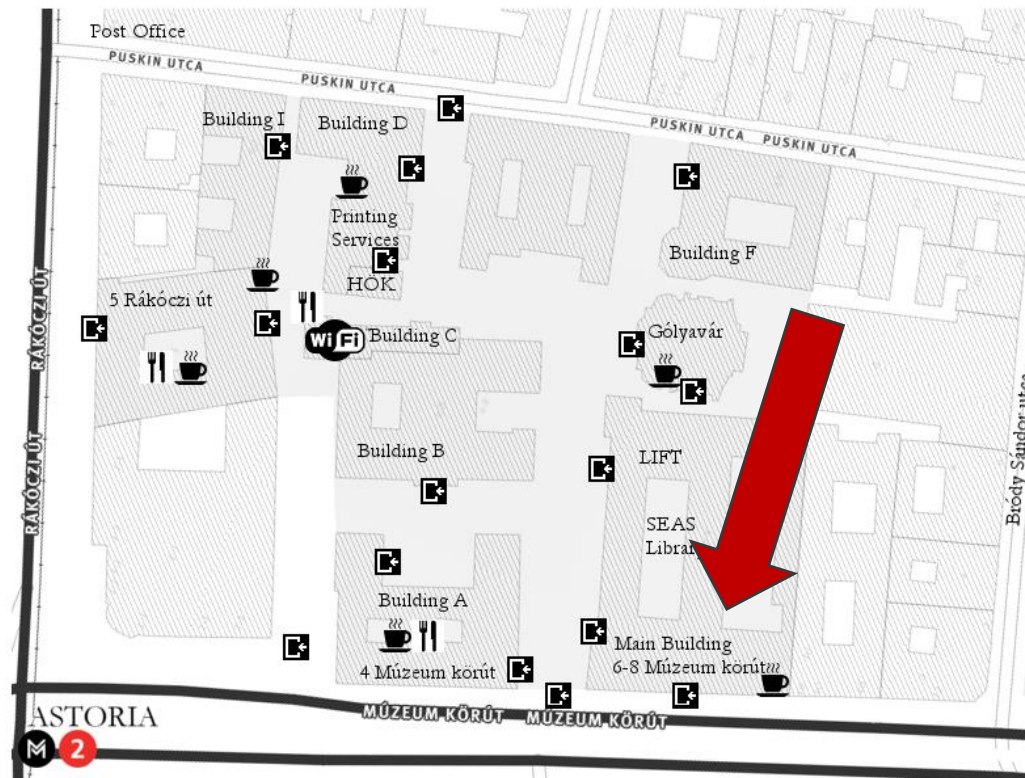 Post Office
PUSKIN UTCA
PUSKIN UTCA
PUSKIN UTCA PUSKIN UTCA
Building I
Building D
Printing
Services
HÖK
Building F
5 Rákóczi út
RÁKÓCZI ÚT
Wi Fi
Building C
Gólyavár
Building B
LIFT
RÁKÓCZI ÚT
SEAS
Library
Bródy Sándor utca
Building A
4 Múzeum körút
Main Building
6-8 Múzeum körút
MÚZEUM KÖRÚT MÚZEUM KÖRÚT
ASTORIA
M 2